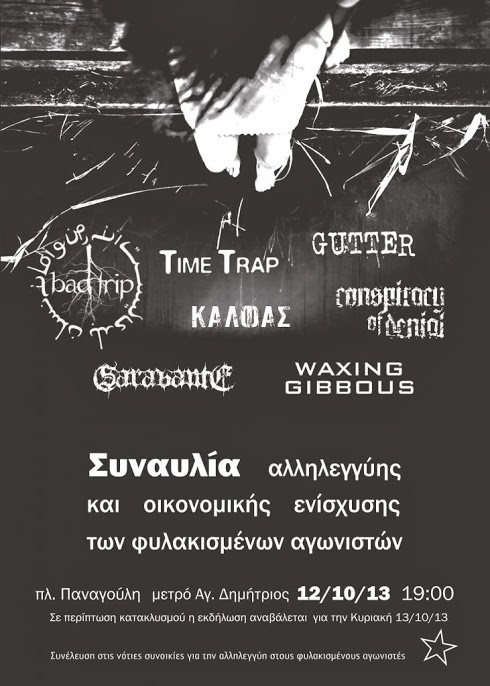 bad trip
TIME TRAP
GUTTER
ΚΑΛΦΑΣ
conspiracy
of denial
Sarabante
WAXING
GIBBOUS
Συναυλία αλληλεγγύης
και οικονομικής ενίσχυσης
των φυλακισμένων αγωνιστών
πλ. Παναγούλη μετρό Αγ. Δημήτριος 12/10/13 19:00
Σε περίπτωση κατακλυσμού η εκδήλωση αναβάλεται για την Κυριακή 13/10/13
Συνέλευση στις νότιες συνοικίες για την αλληλεγγύη στους φυλακισμένους αγωνιστές